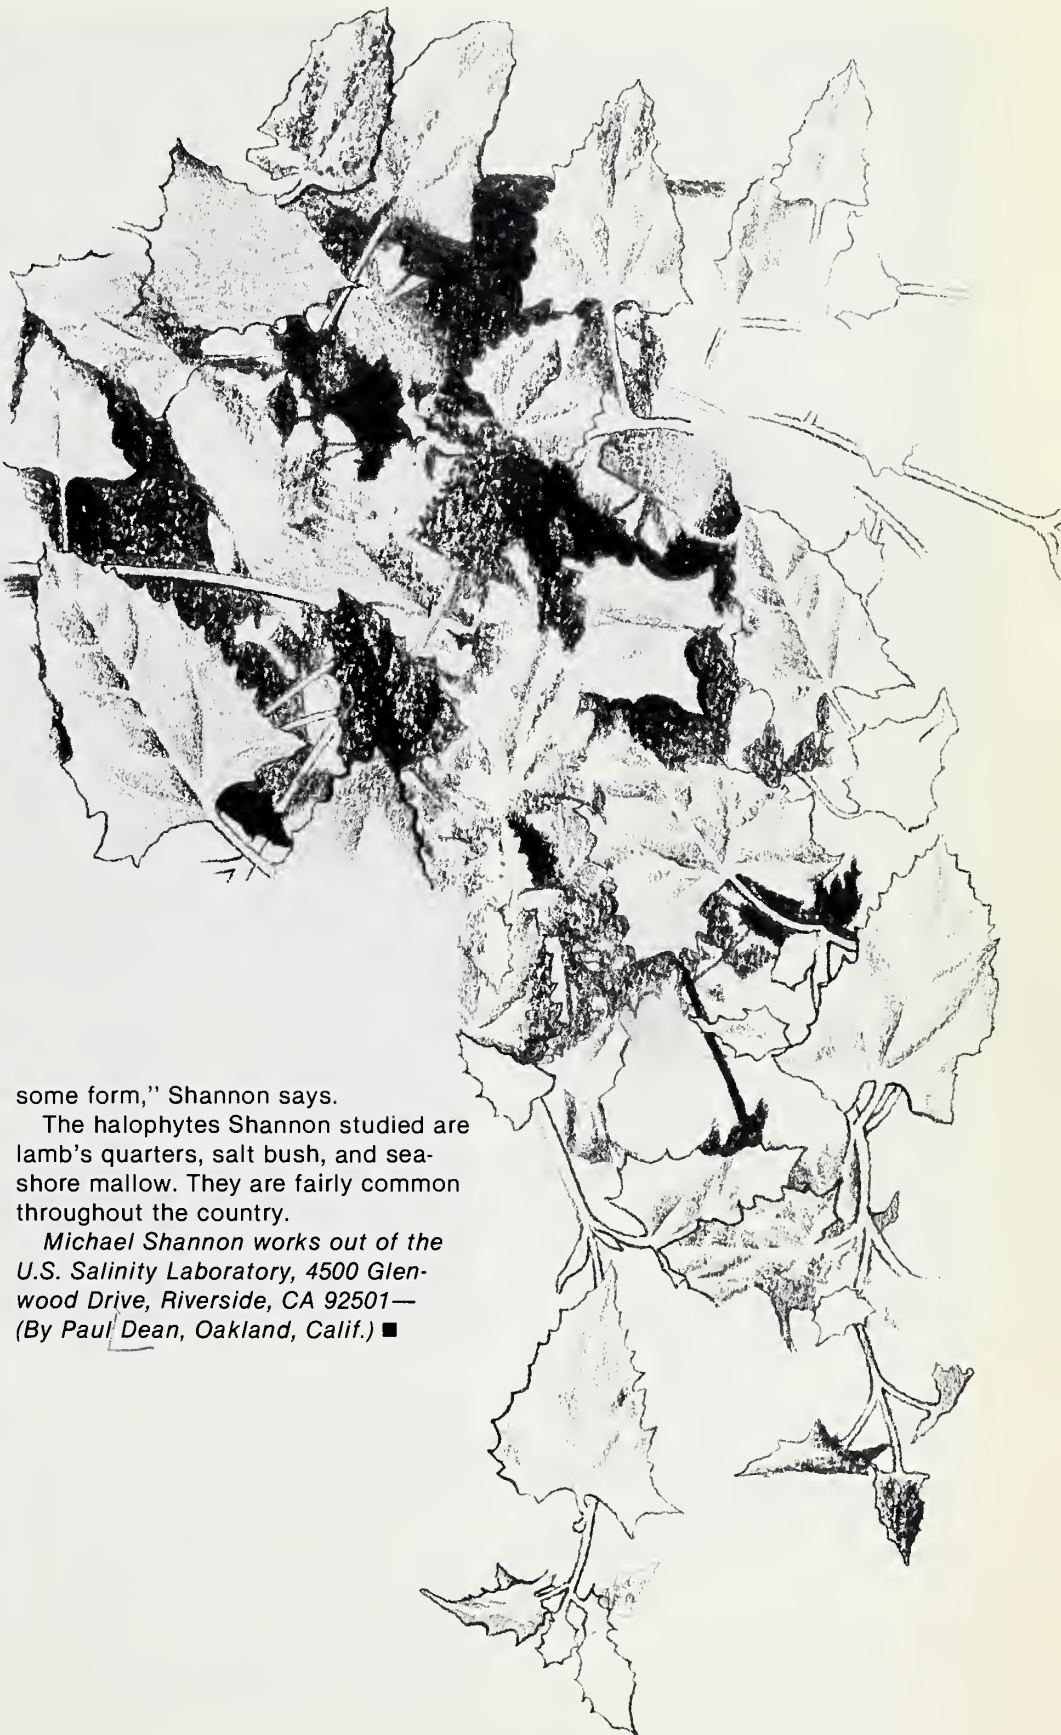 some form,” Shannon says.
The halophytes Shannon studied are
lamb's quarters, salt bush, and sea-
shore mallow. They are fairly common
throughout the country.
Michael Shannon works out of the
U.S. Salinity Laboratory, 4500 Glen-
wood Drive, Riverside, CA 92501—
(By Paul Dean, Oakland, Calif.) ■